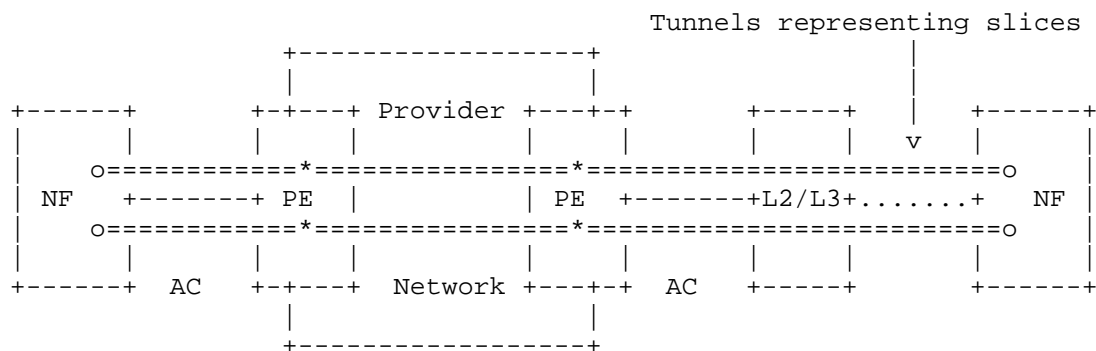 Tunnels representing slices
Provider
v
o============*================*==========================o
NF PE PE L2/L3+.......+ NF
o============*================*==========================o
AC Network AC